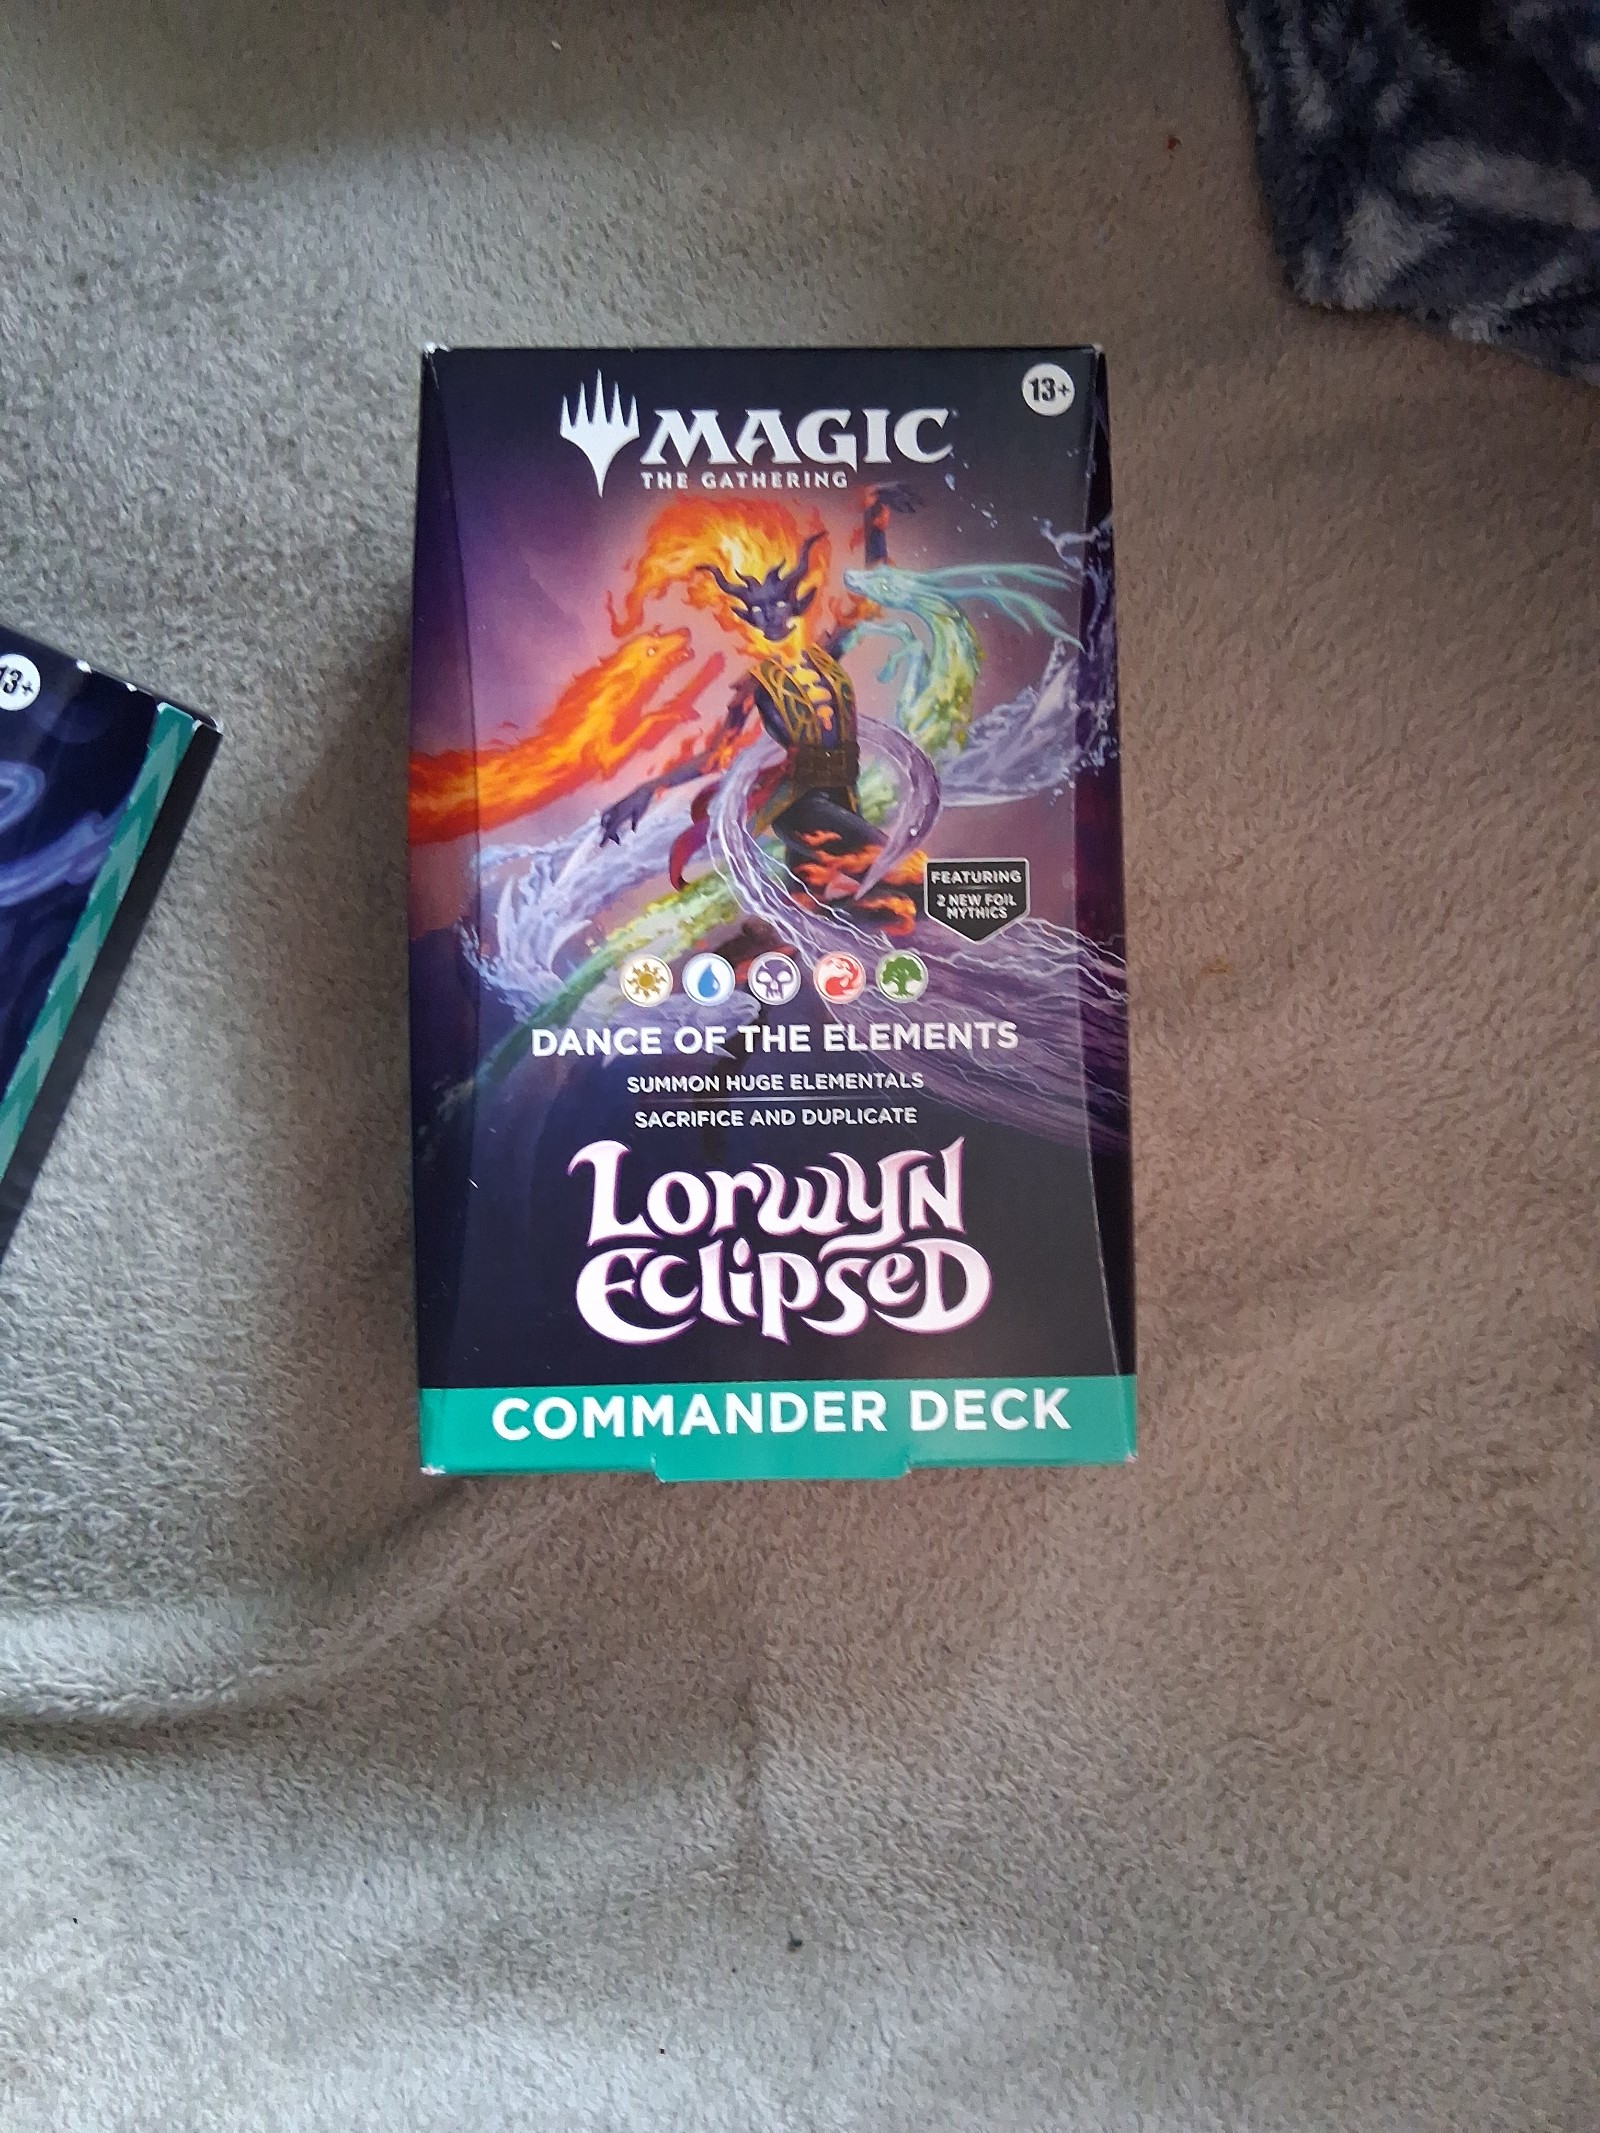 13+
MAGIC
THE GATHERING
FEATURING
2 NEW FOIL
MYTHICS
DANCE OF THE ELEMENTS
SUMMON HUGE ELEMENTALS
SACRIFICE AND DUPLICATE
LORWYN
ECLIPSED
COMMANDER DECK
13+